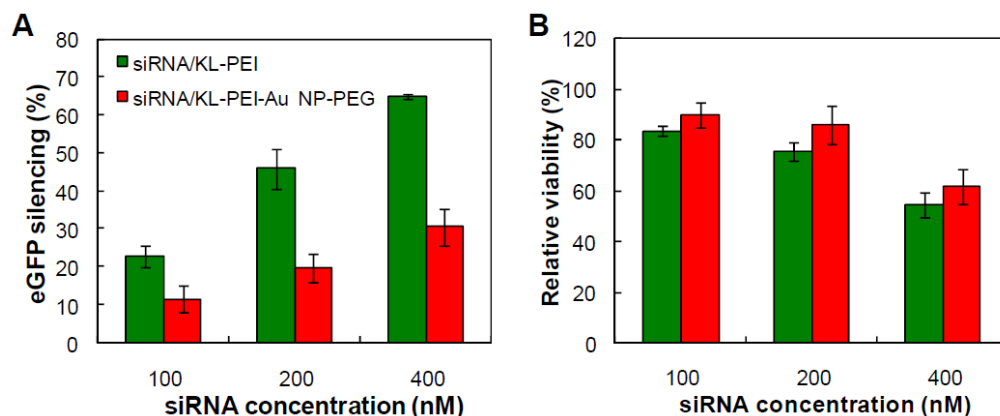 A
80
70
60
50
40
30
20
10
0
eGFP silencing (%)
siRNA/KL-PEI
siRNA/KL-PEI-Au NP-PEG
100 200 400
siRNA concentration (nM)
B
120
100
80
60
40
20
0
Relative viability (%)
100 200 400
siRNA concentration (nM)